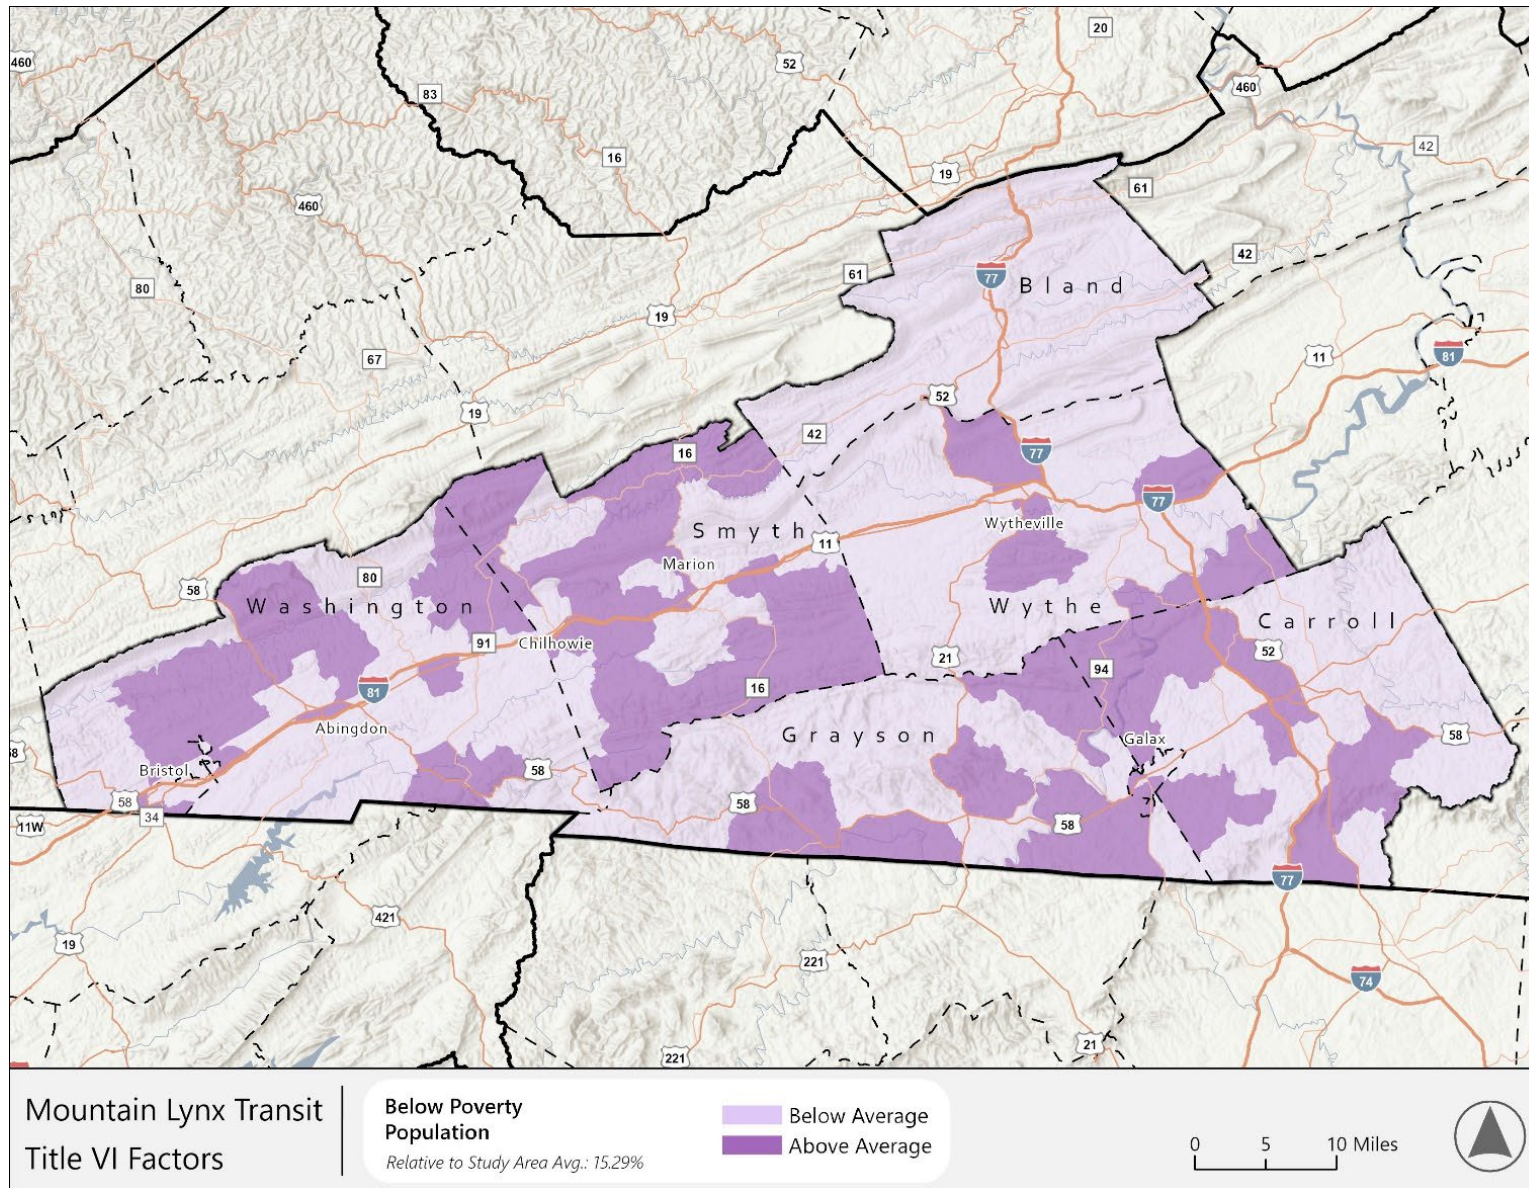 20
460
52
460
83
42
16
19
61
460
42
61
77
Bland
80
19
11
81
67
19
52
42
16
77
77
Smyth
Wytheville
11
Marion
80
58
Washington
Wythe
Carroll
91
Chilhowie
52
21
94
16
81
Grayson
Galax
Abingdon
58
58
Bristol
58
58
58
34
11W
58
77
421
19
221
74
21
221
Mountain Lynx Transit
Title VI Factors
Below Poverty
Population
Relative to Study Area Avg.: 15.29%
Below Average
Above Average
0 5 10 Miles